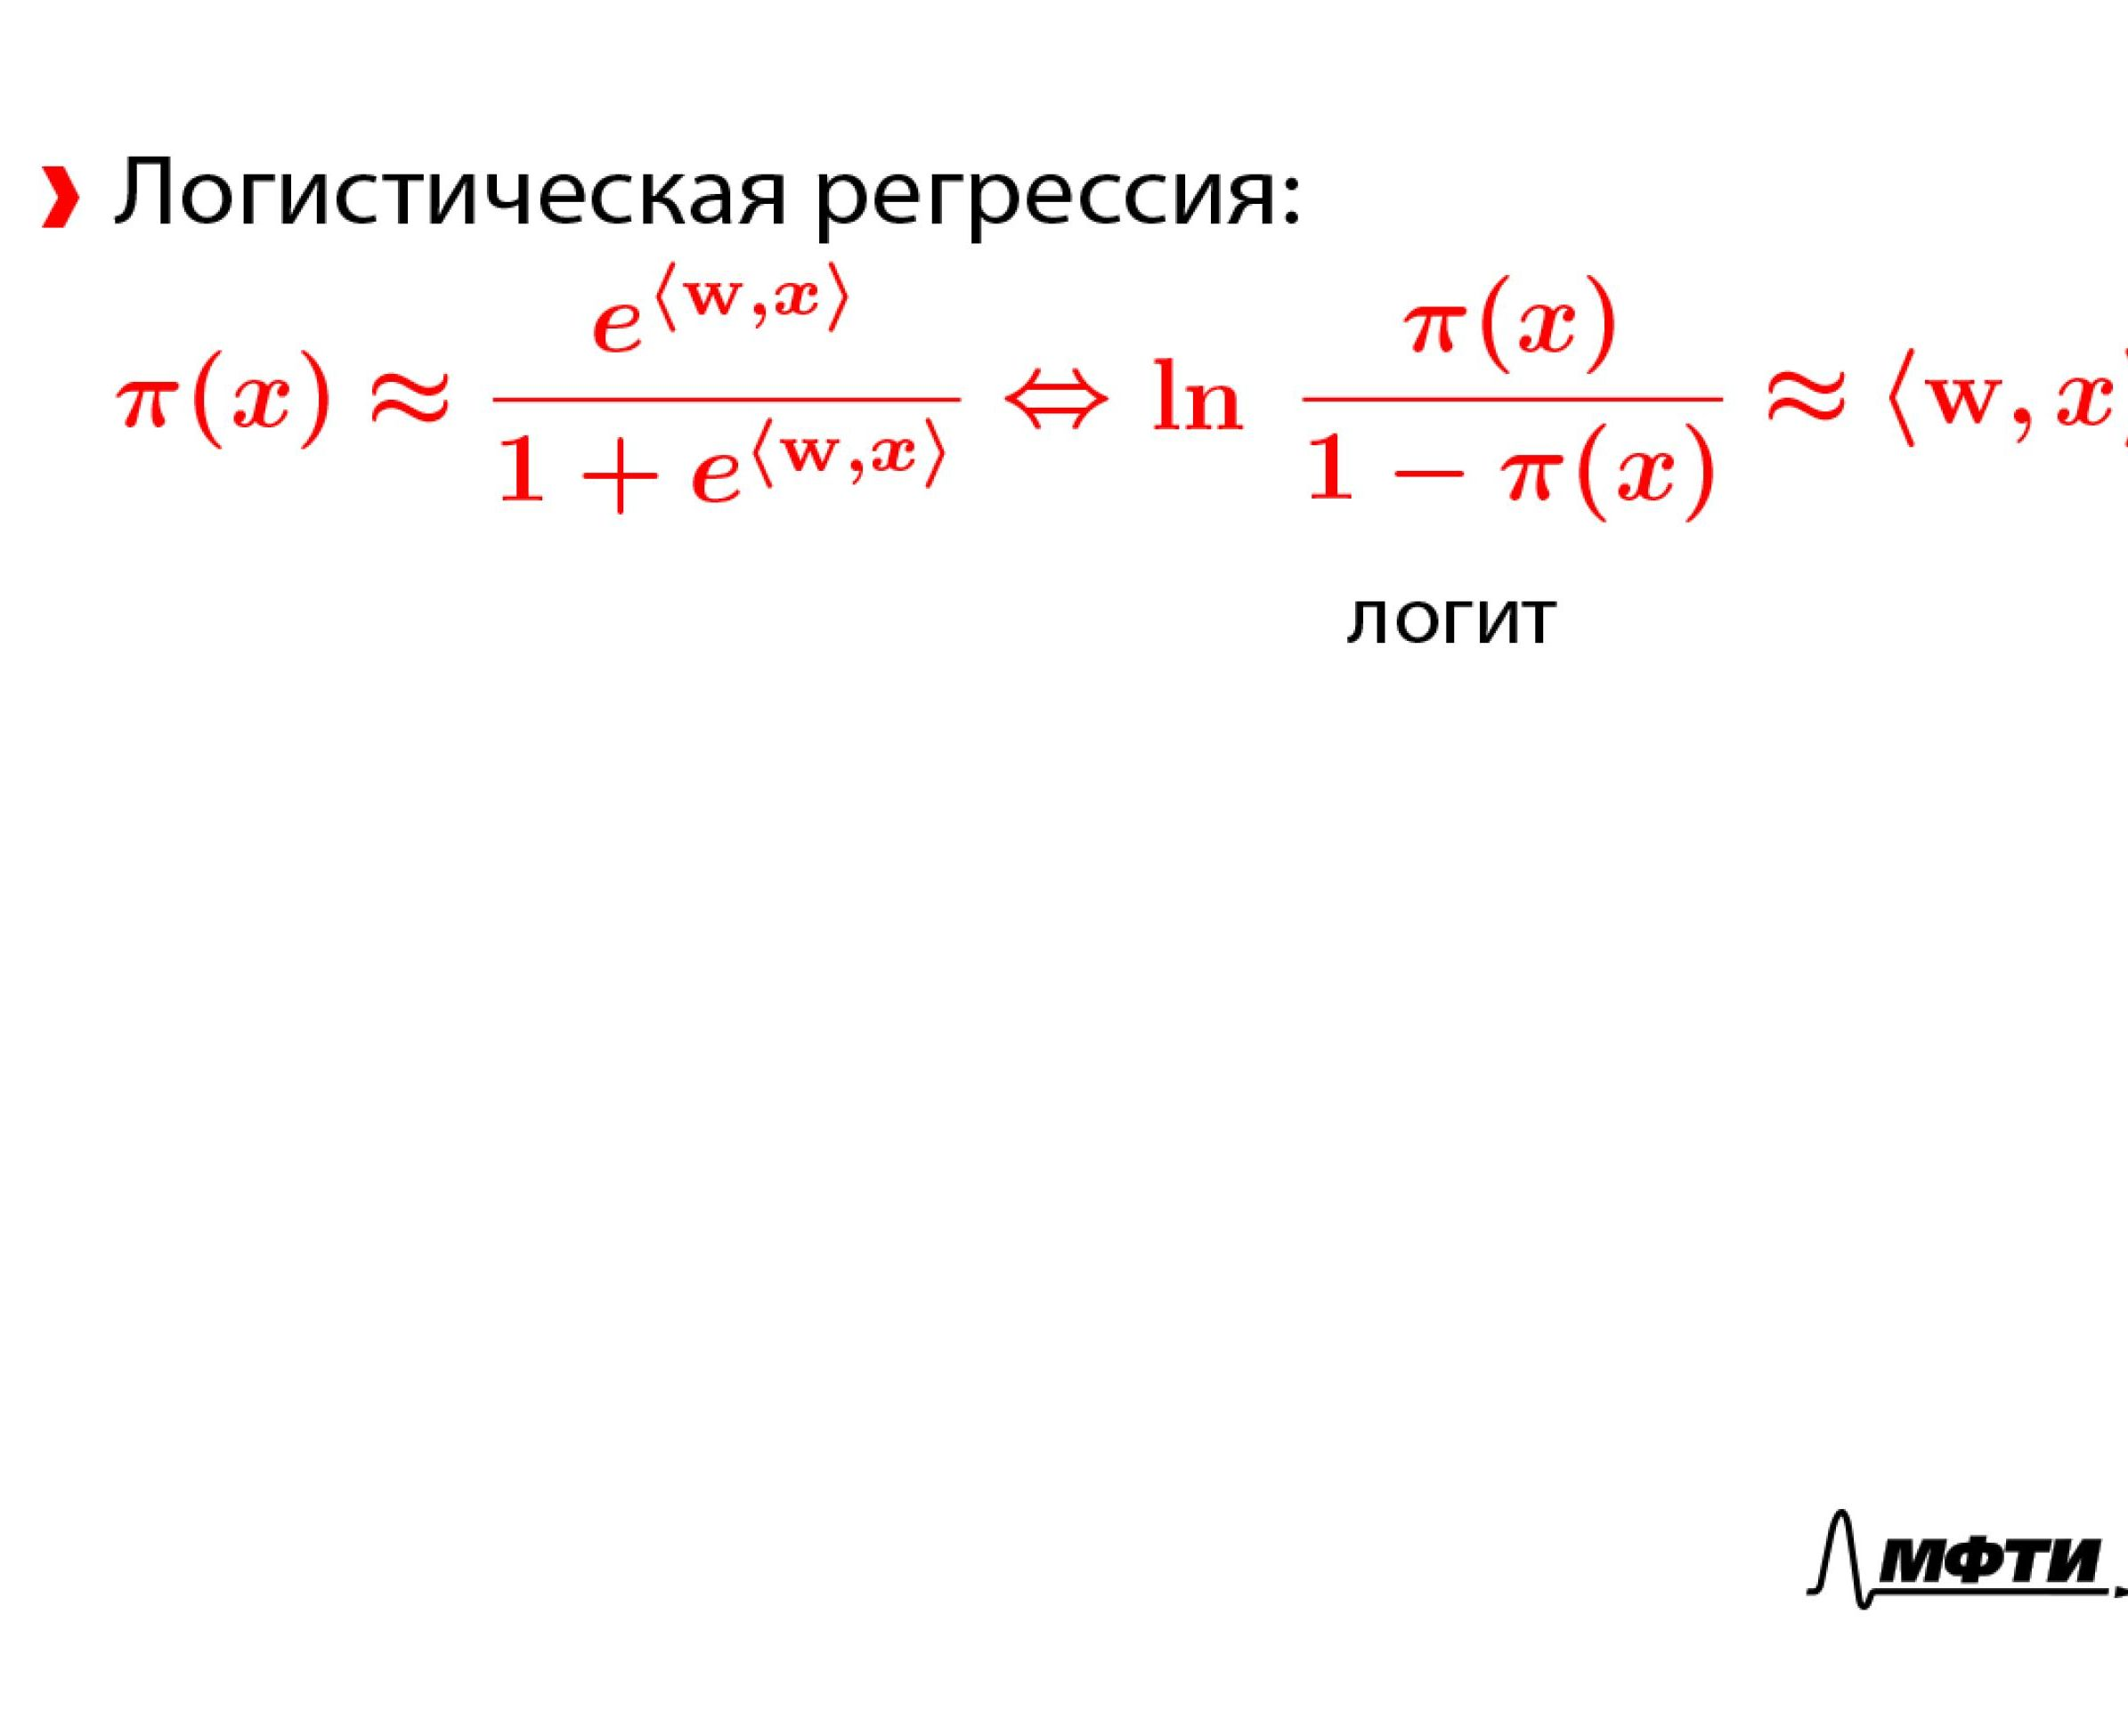 Логистическая регрессия:
π(x) ≈ e^⟨w,x⟩ / (1 + e^⟨w,x⟩) ⇔ ln π(x) / (1 − π(x)) ≈ ⟨w, x⟩
логит
МФТИ